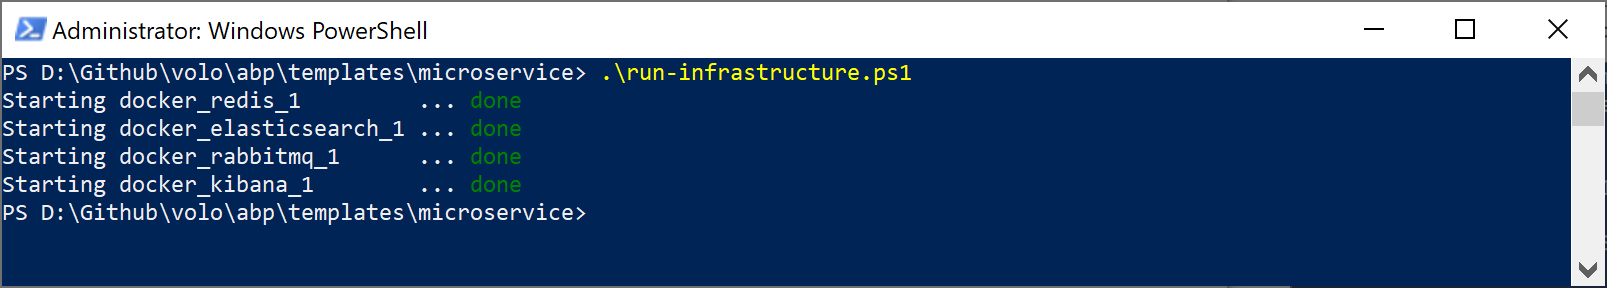 Administrator: Windows PowerShell
PS D:\Github\volo\abp\templates\microservice> .\run-infrastructure.ps1
Starting docker_redis_1         ... done
Starting docker_elasticsearch_1 ... done
Starting docker_rabbitmq_1      ... done
Starting docker_kibana_1        ... done
PS D:\Github\volo\abp\templates\microservice>